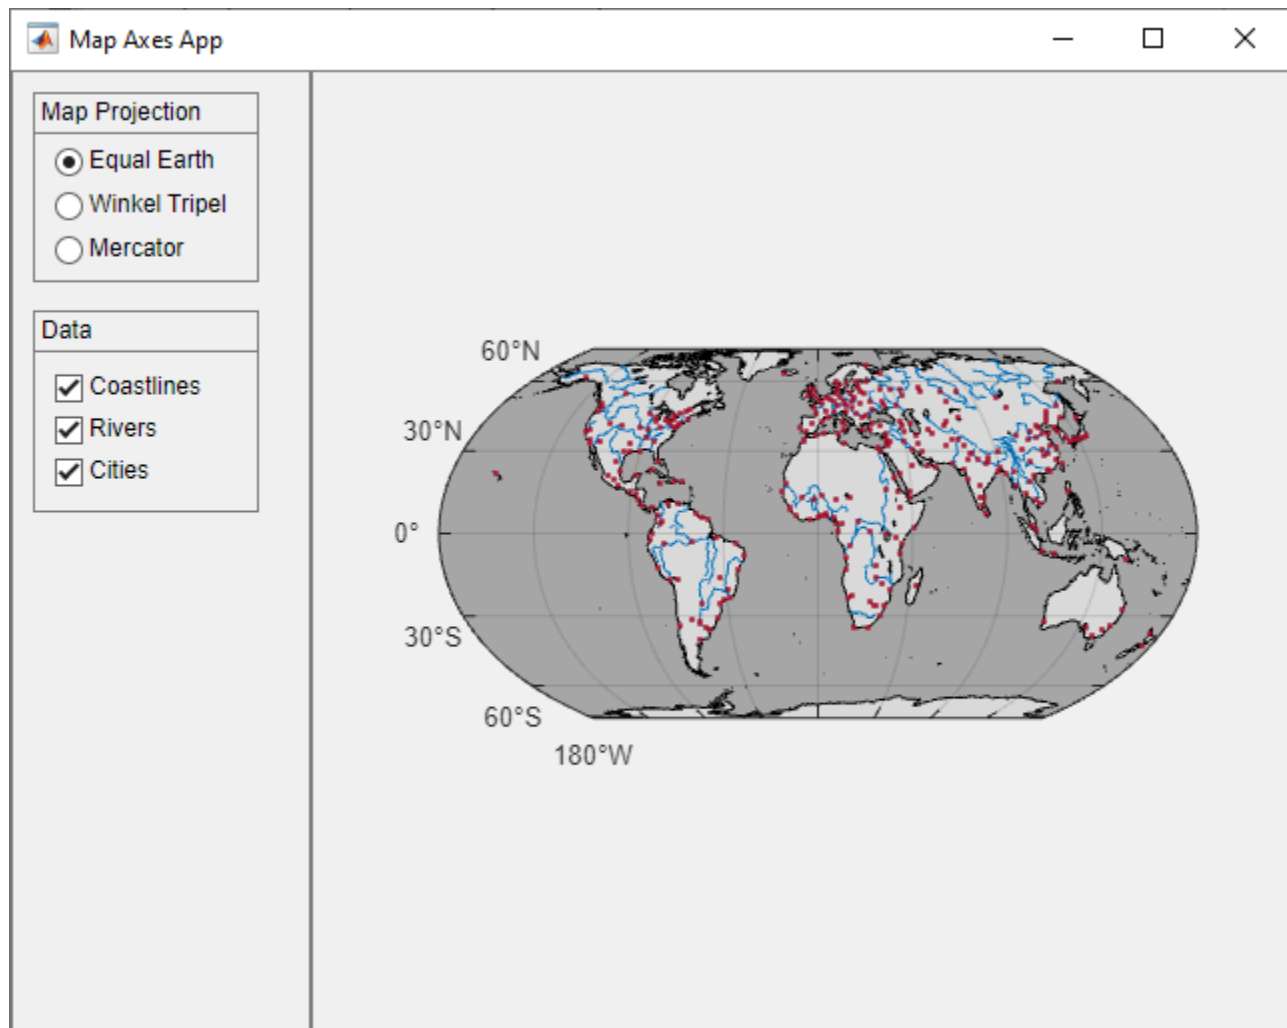 Map Axes App
Map Projection
Equal Earth
Winkel Tripel
Mercator
Data
Coastlines
Rivers
Cities
60°N
30°N
0°
30°S
60°S
180°W